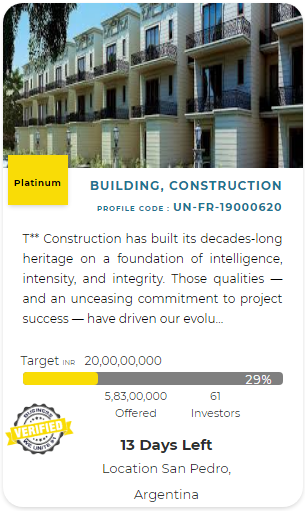 Platinum
BUILDING, CONSTRUCTION
PROFILE CODE : UN-FR-19000620
T** Construction has built its decades-long
heritage on a foundation of intelligence,
intensity, and integrity. Those qualities —
and an unceasing commitment to project
success — have driven our evolu...
Target INR 20,00,00,000
29%
5,83,00,000 61
Offered Investors
BUSINESS
VERIFIED
WE UNITE IT
13 Days Left
Location San Pedro,
Argentina